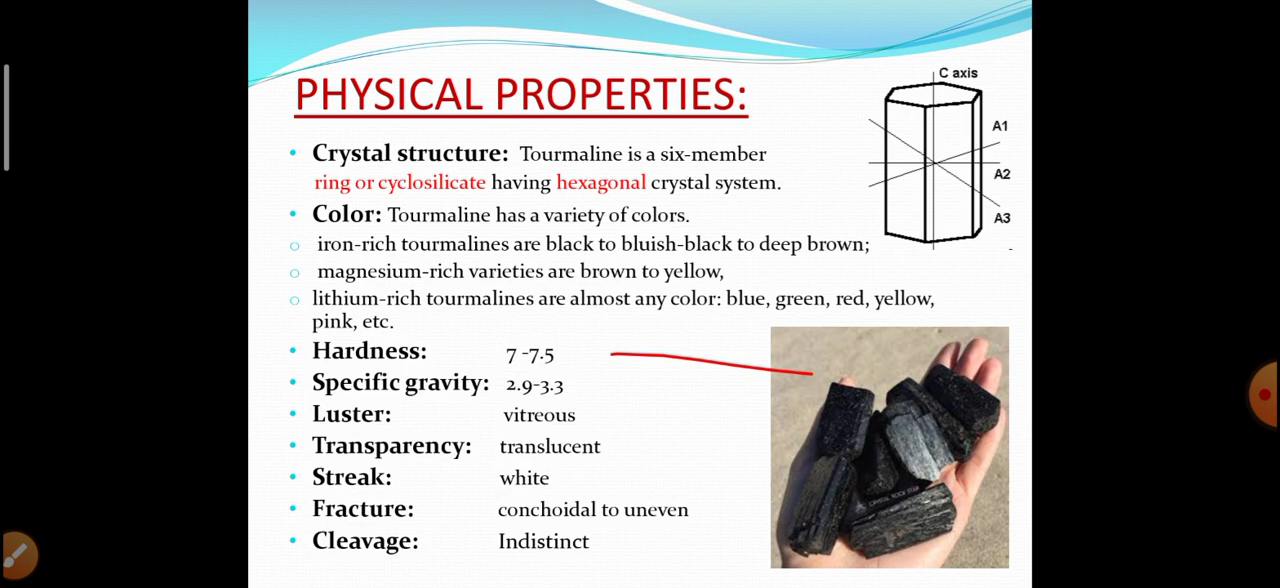 PHYSICAL PROPERTIES:
C axis
A1
A2
A3
• Crystal structure: Tourmaline is a six-member
ring or cyclosilicate having hexagonal crystal system.
• Color: Tourmaline has a variety of colors.
o iron-rich tourmalines are black to bluish-black to deep brown;
o magnesium-rich varieties are brown to yellow,
o lithium-rich tourmalines are almost any color: blue, green, red, yellow,
pink, etc.
• Hardness: 7 -7.5
• Specific gravity: 2.9-3.3
• Luster: vitreous
• Transparency: translucent
• Streak: white
• Fracture: conchoidal to uneven
• Cleavage: Indistinct